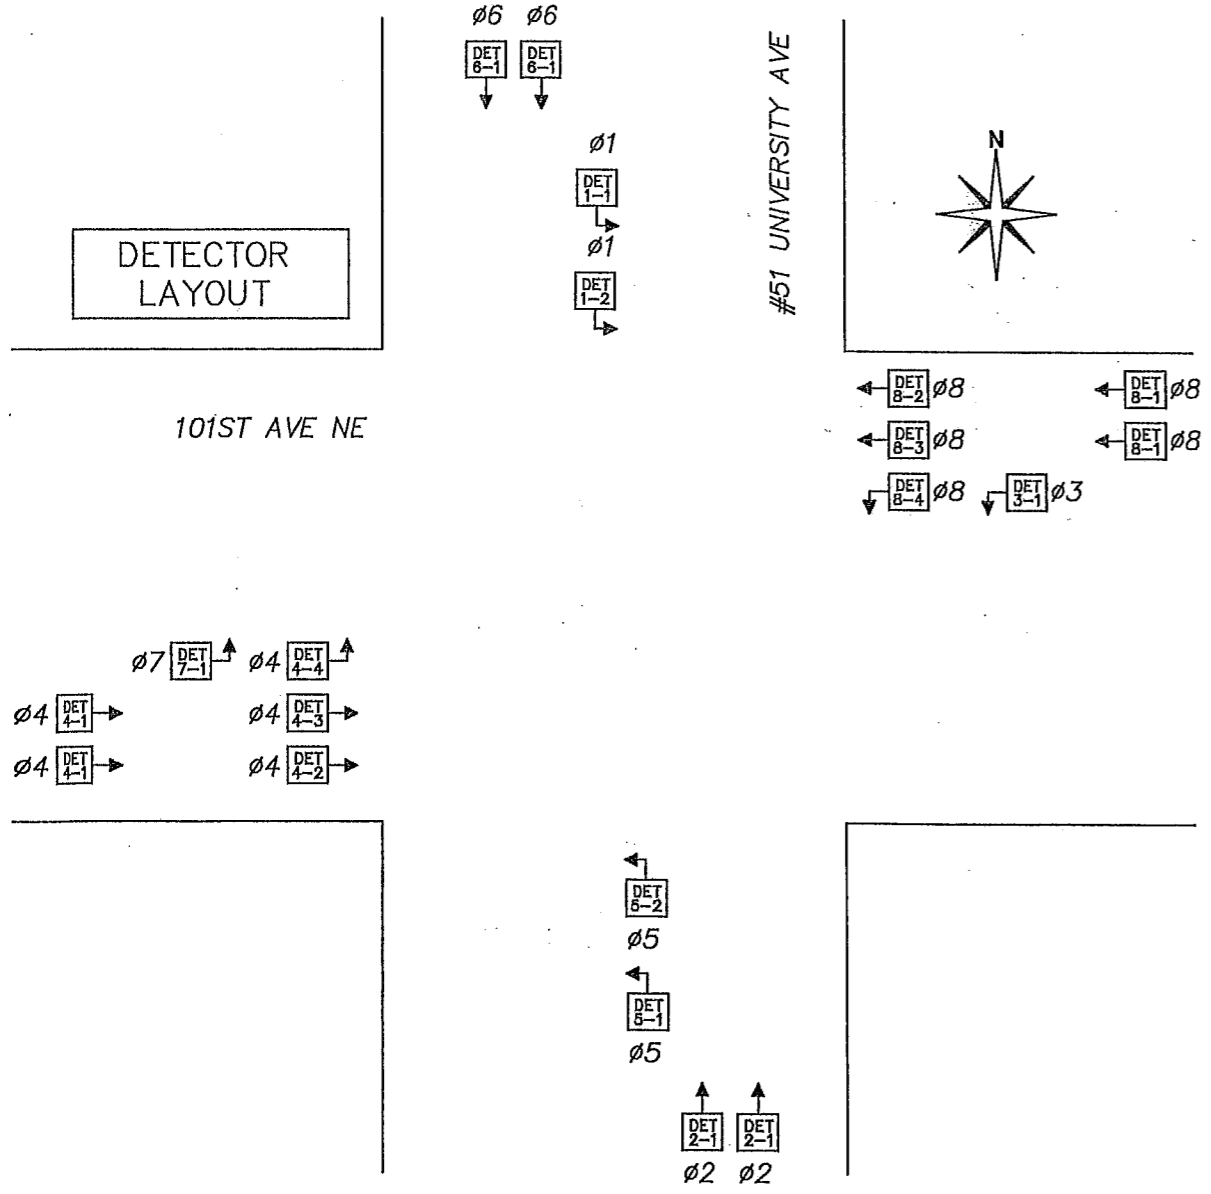 ø6 ø6
DET
6-1
DET
6-1
ø1
DET
1-1
ø1
DET
1-2
#51 UNIVERSITY AVE
N
DETECTOR
LAYOUT
101ST AVE NE
DET
8-2
ø8
DET
8-1
ø8
DET
8-3
ø8
DET
8-1
ø8
DET
8-4
ø8
DET
3-1
ø3
ø7
DET
7-1
ø4
DET
4-4
ø4
DET
4-1
ø4
DET
4-3
ø4
DET
4-1
ø4
DET
4-2
DET
5-2
ø5
DET
5-1
ø5
DET
2-1
DET
2-1
ø2 ø2